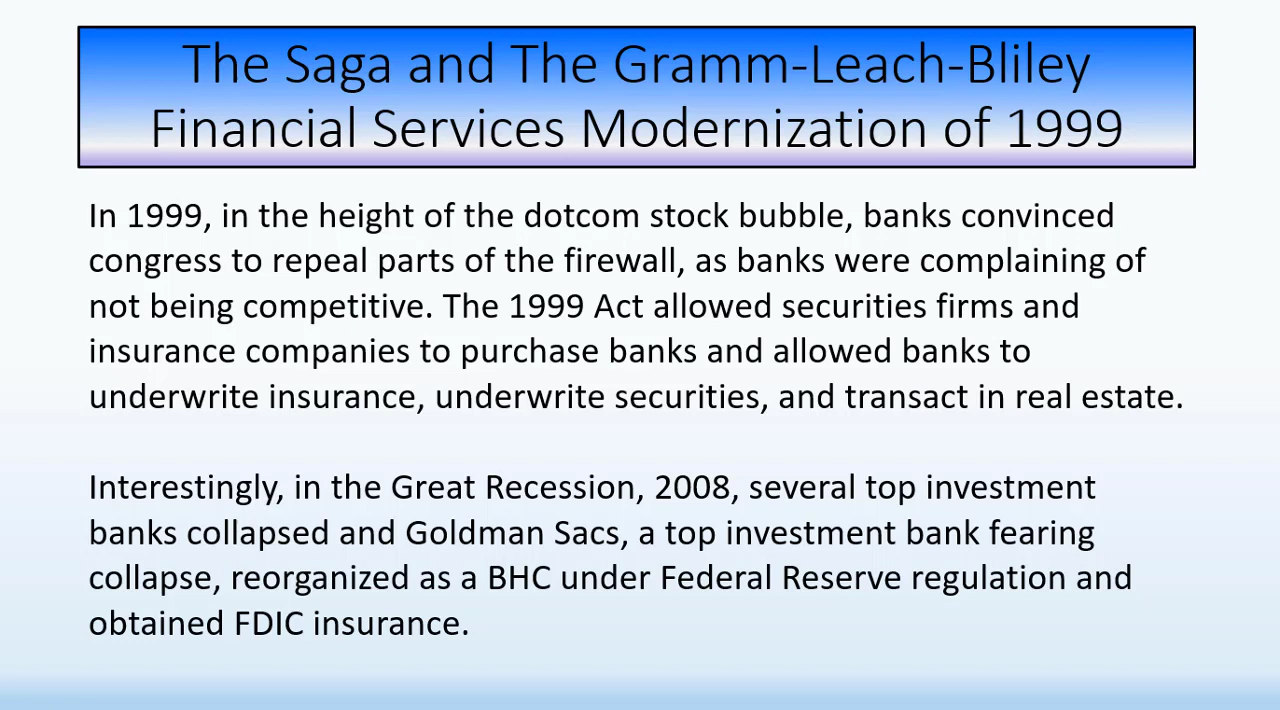 The Saga and The Gramm-Leach-Bliley
Financial Services Modernization of 1999
In 1999, in the height of the dotcom stock bubble, banks convinced
congress to repeal parts of the firewall, as banks were complaining of
not being competitive. The 1999 Act allowed securities firms and
insurance companies to purchase banks and allowed banks to
underwrite insurance, underwrite securities, and transact in real estate.
Interestingly, in the Great Recession, 2008, several top investment
banks collapsed and Goldman Sacs, a top investment bank fearing
collapse, reorganized as a BHC under Federal Reserve regulation and
obtained FDIC insurance.